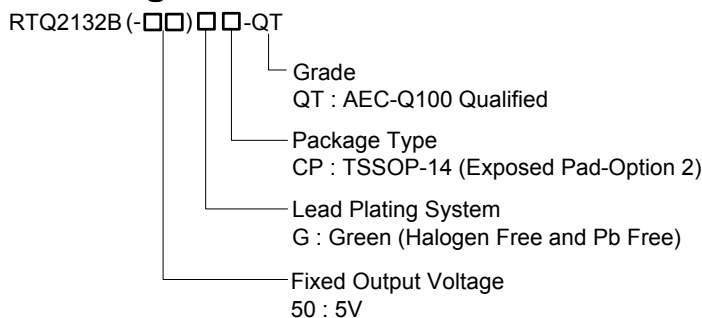 RTQ2132B (-□□) □ □-QT
Grade
QT : AEC-Q100 Qualified
Package Type
CP : TSSOP-14 (Exposed Pad-Option 2)
Lead Plating System
G : Green (Halogen Free and Pb Free)
Fixed Output Voltage
50 : 5V